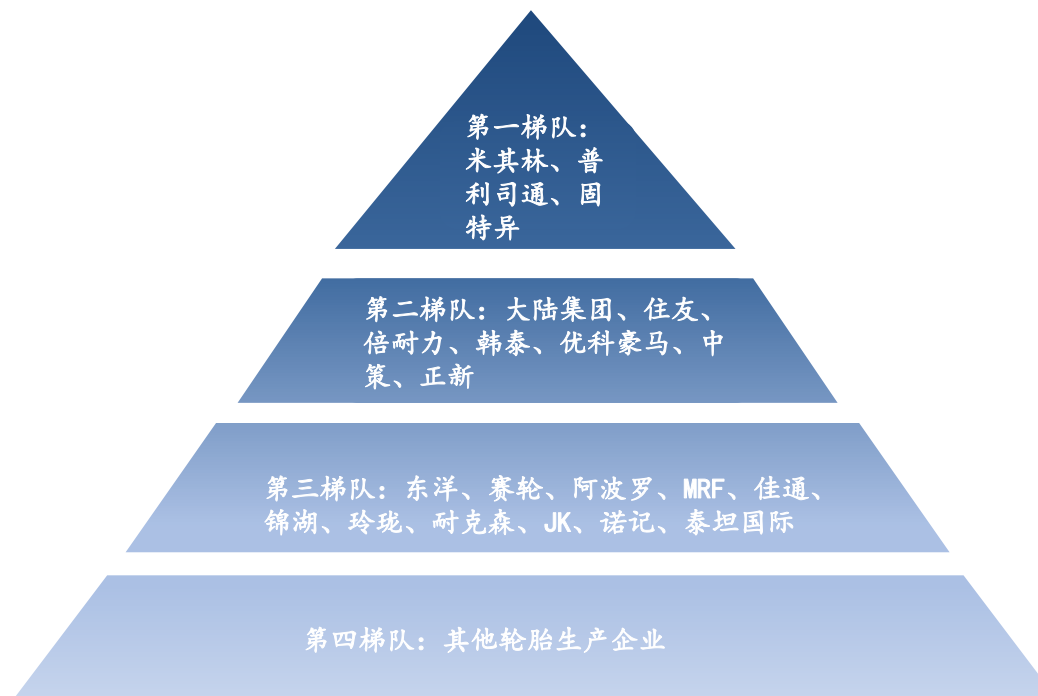 第一梯队：
米其林、普
利司通、固
特异
第二梯队：大陆集团、住友、
倍耐力、韩泰、优科豪马、中
策、正新
第三梯队：东洋、赛轮、阿波罗、MRF、佳通、
锦湖、玲珑、耐克森、JK、诺记、泰坦国际
第四梯队：其他轮胎生产企业